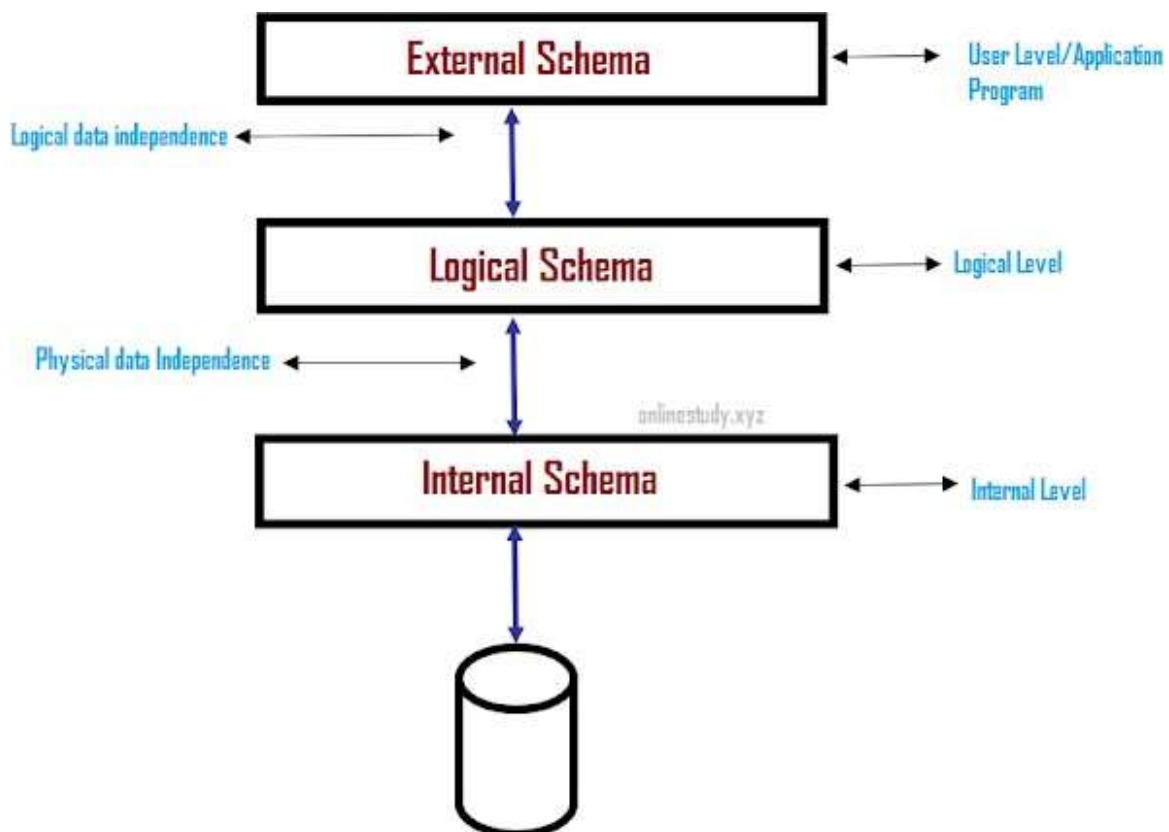 External Schema
User Level/Application
Program
Logical data independence
Logical Schema
Logical Level
Physical data Independence
onlinestudy.xyz
Internal Schema
Internal Level